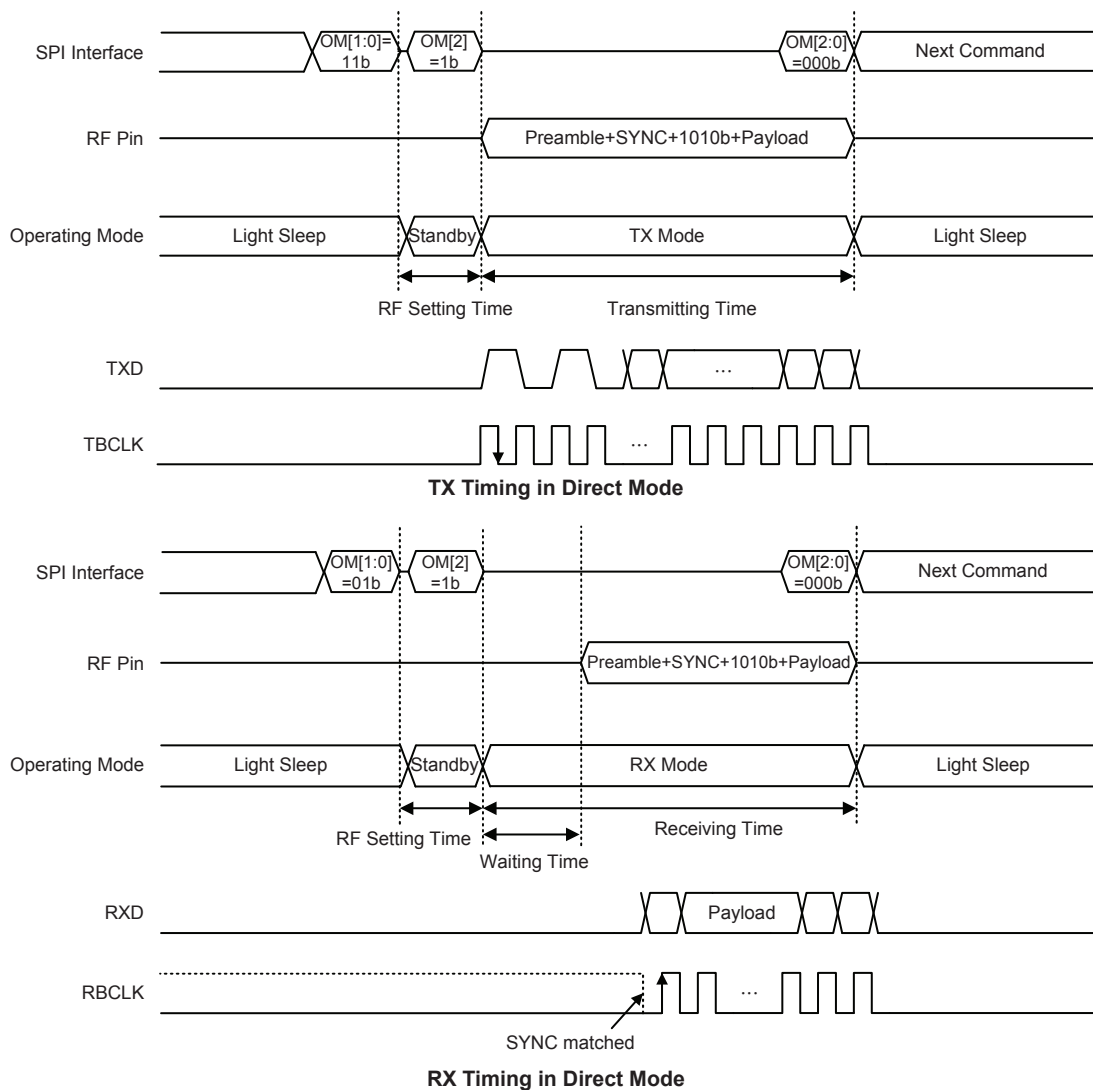 SPI Interface
OM[1:0]=
11b
OM[2]
=1b
OM[2:0]
=000b
Next Command
RF Pin
Preamble+SYNC+1010b+Payload
Operating Mode
Light Sleep
Standby
TX Mode
Light Sleep
RF Setting Time
Transmitting Time
TXD
...
TBCLK
...
TX Timing in Direct Mode
SPI Interface
OM[1:0]
=01b
OM[2]
=1b
OM[2:0]
=000b
Next Command
RF Pin
Preamble+SYNC+1010b+Payload
Operating Mode
Light Sleep
Standby
RX Mode
Light Sleep
RF Setting Time
Receiving Time
Waiting Time
RXD
Payload
RBCLK
...
SYNC matched
RX Timing in Direct Mode